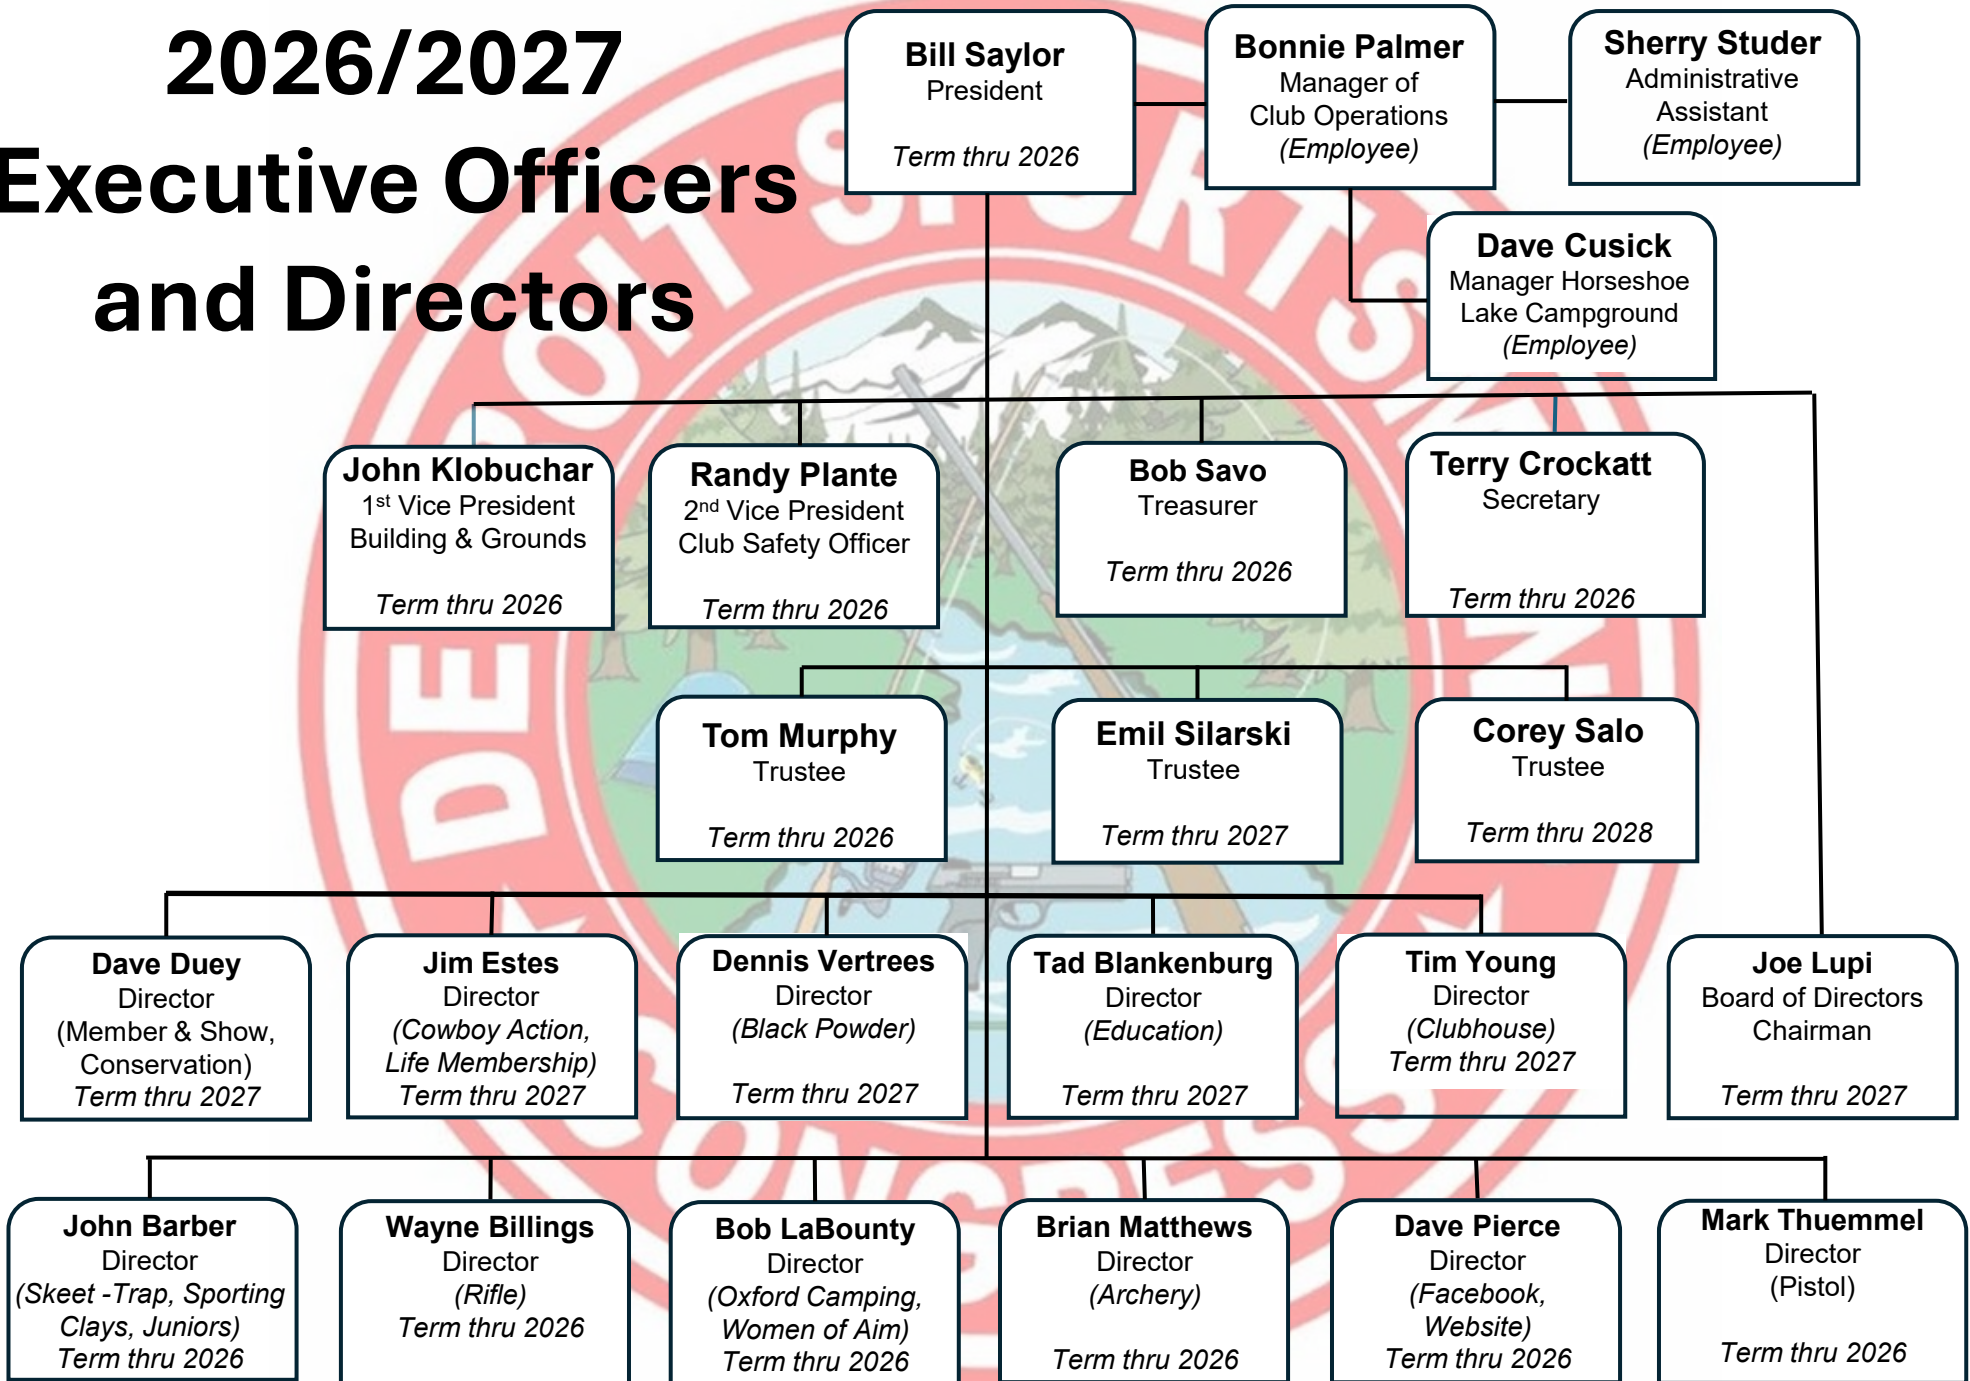 2026/2027
Executive Officers
and Directors
Bill Saylor
President
Term thru 2026
Bonnie Palmer
Manager of
Club Operations
(Employee)
Sherry Studer
Administrative
Assistant
(Employee)
Dave Cusick
Manager Horseshoe
Lake Campground
(Employee)
John Klobuchar
1st Vice President
Building & Grounds
Term thru 2026
Randy Plante
2nd Vice President
Club Safety Officer
Term thru 2026
Bob Savo
Treasurer
Term thru 2026
Terry Crockatt
Secretary
Term thru 2026
Tom Murphy
Trustee
Term thru 2026
Emil Silarski
Trustee
Term thru 2027
Corey Salo
Trustee
Term thru 2028
Dave Duey
Director
(Member & Show,
Conservation)
Term thru 2027
Jim Estes
Director
(Cowboy Action,
Life Membership)
Term thru 2027
Dennis Vertrees
Director
(Black Powder)
Term thru 2027
Tad Blankenburg
Director
(Education)
Term thru 2027
Tim Young
Director
(Clubhouse)
Term thru 2027
Joe Lupi
Board of Directors
Chairman
Term thru 2027
John Barber
Director
(Skeet -Trap, Sporting
Clays, Juniors)
Term thru 2026
Wayne Billings
Director
(Rifle)
Term thru 2026
Bob LaBounty
Director
(Oxford Camping,
Women of Aim)
Term thru 2026
Brian Matthews
Director
(Archery)
Term thru 2026
Dave Pierce
Director
(Facebook,
Website)
Term thru 2026
Mark Thuemmel
Director
(Pistol)
Term thru 2026